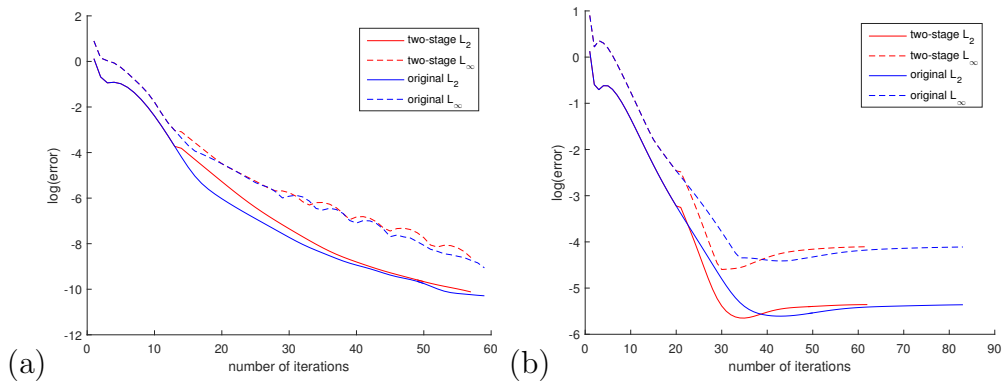 2
0
-2
-4
-6
-8
-10
-12
log(error)
0 10 20 30 40 50 60
number of iterations
two-stage L2
two-stage L∞
original L2
original L∞
(a)
1
0
-1
-2
-3
-4
-5
-6
log(error)
0 10 20 30 40 50 60 70 80 90
number of iterations
two-stage L2
two-stage L∞
original L2
original L∞
(b)